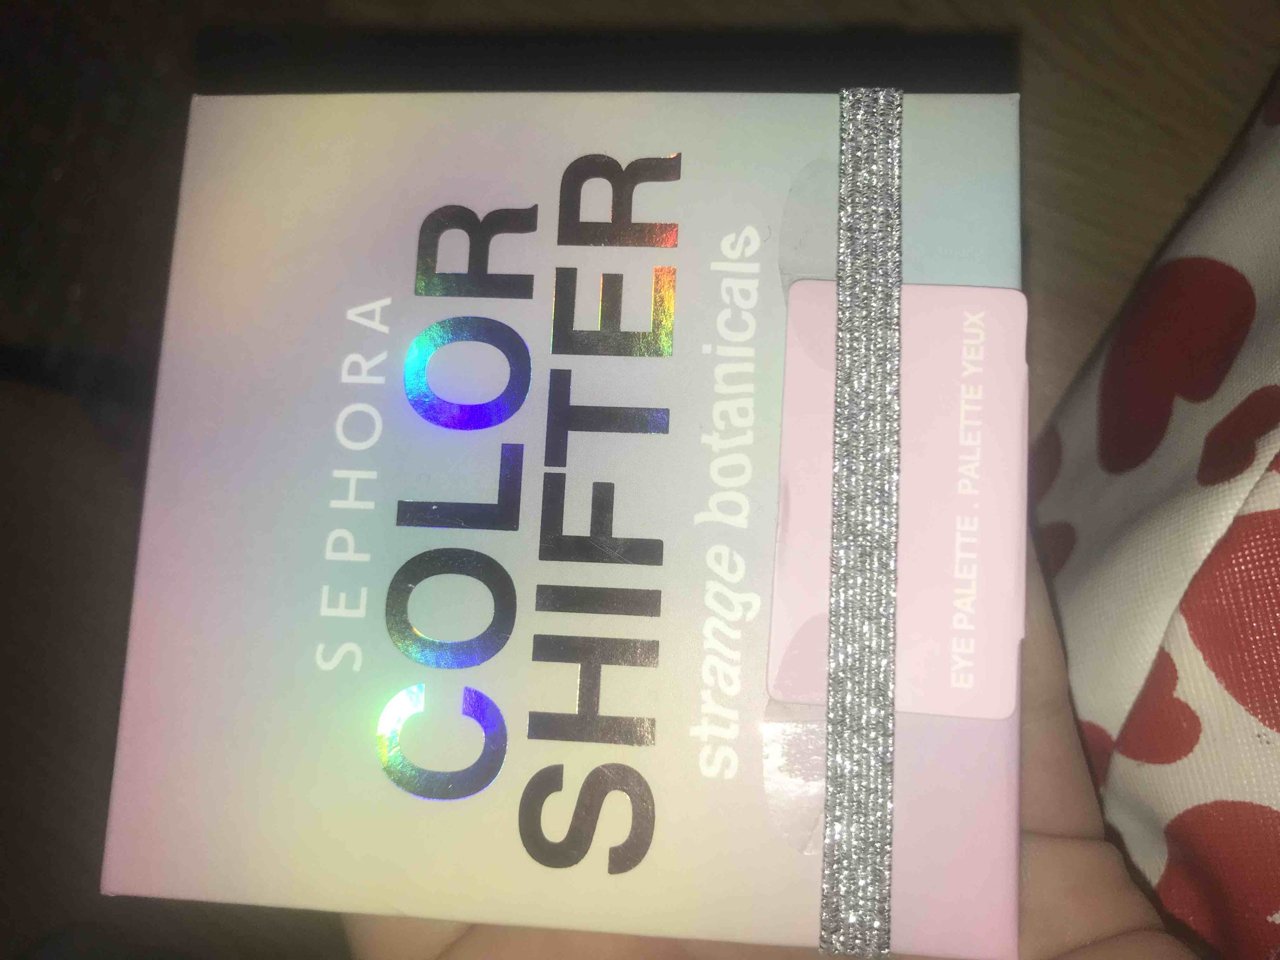 SEPHORA
COLOR
SHIFTER
strange botanicals
EYE PALETTE . PALETTE YEUX